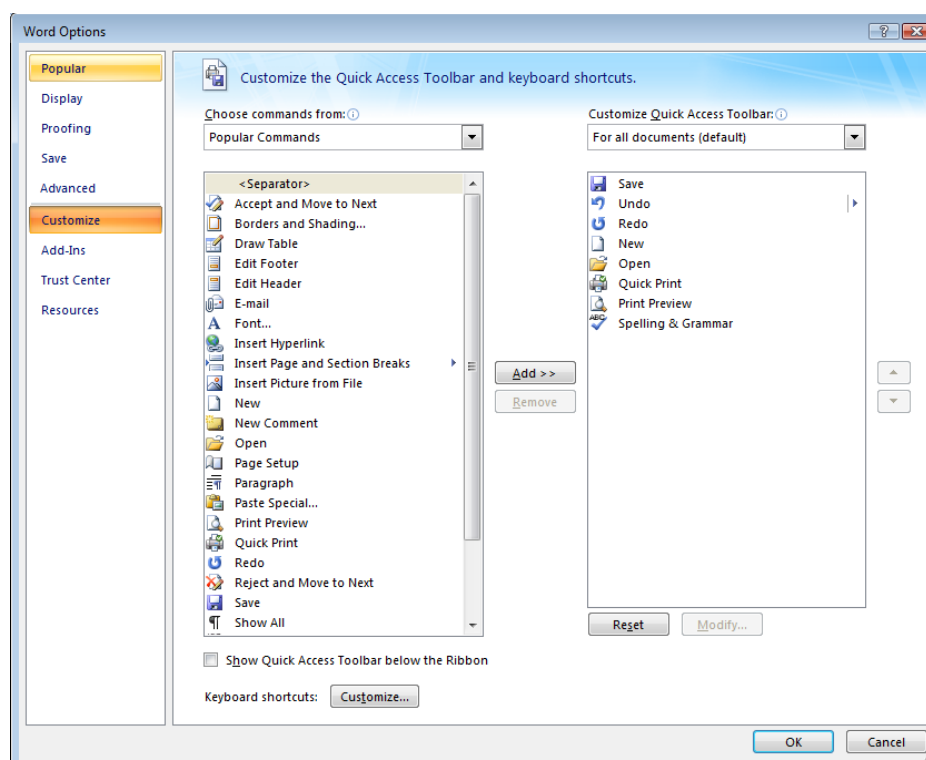 Word Options
Popular
Display
Proofing
Save
Advanced
Customize
Add-Ins
Trust Center
Resources
Customize the Quick Access Toolbar and keyboard shortcuts.
Choose commands from:
Popular Commands
<Separator>
Accept and Move to Next
Borders and Shading...
Draw Table
Edit Footer
Edit Header
E-mail
Font...
Insert Hyperlink
Insert Page and Section Breaks
Insert Picture from File
New
New Comment
Open
Page Setup
Paragraph
Paste Special...
Print Preview
Quick Print
Redo
Reject and Move to Next
Save
Show All
Add >>
Remove
Customize Quick Access Toolbar:
For all documents (default)
Save
Undo
Redo
New
Open
Quick Print
Print Preview
Spelling & Grammar
Reset
Modify...
Show Quick Access Toolbar below the Ribbon
Keyboard shortcuts:
Customize...
OK
Cancel